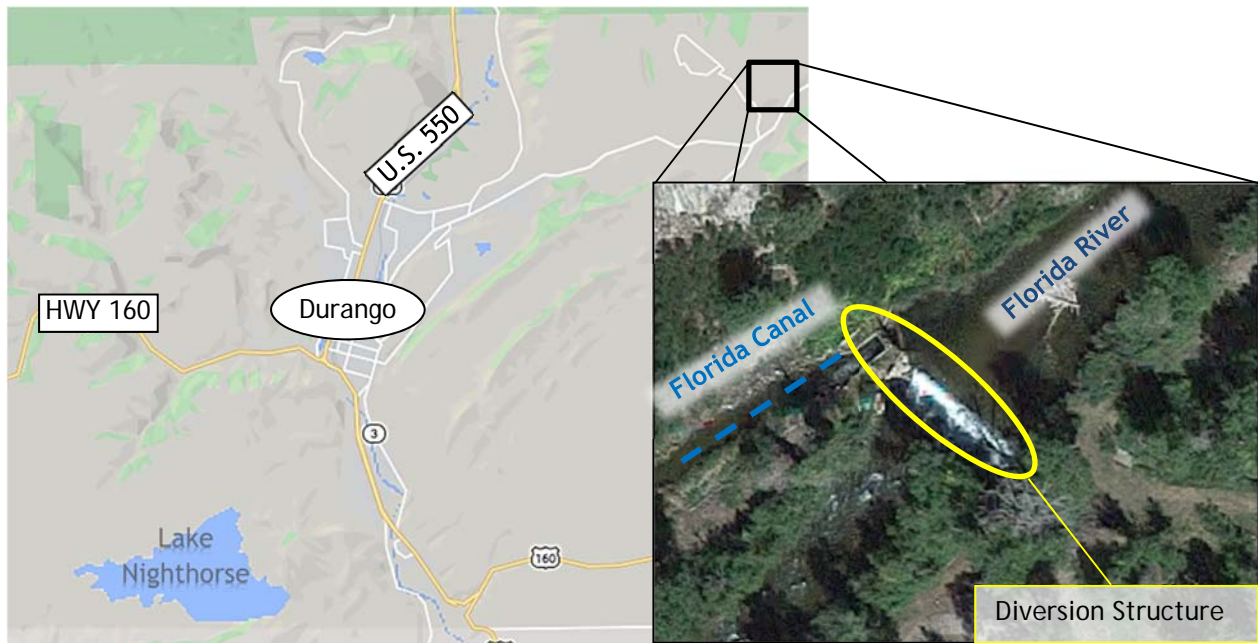 U.S. 550
HWY 160
Durango
3
Lake
Nighthorse
160
Florida River
Florida Canal
Diversion Structure